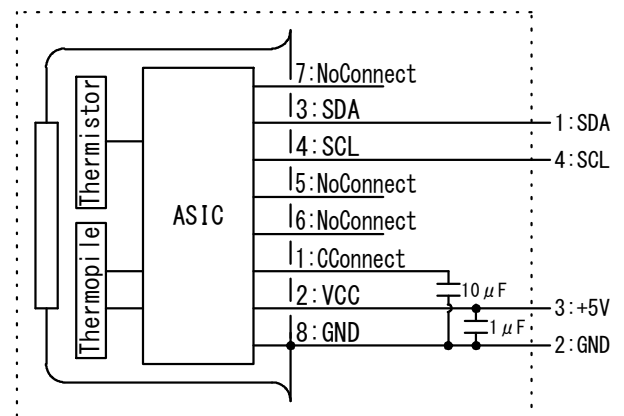 Thermistor
Thermopile
ASIC
7:NoConnect
3:SDA
4:SCL
5:NoConnect
6:NoConnect
1:CConnect
2:VCC
8:GND
10μF
1μF
1:SDA
4:SCL
3:+5V
2:GND